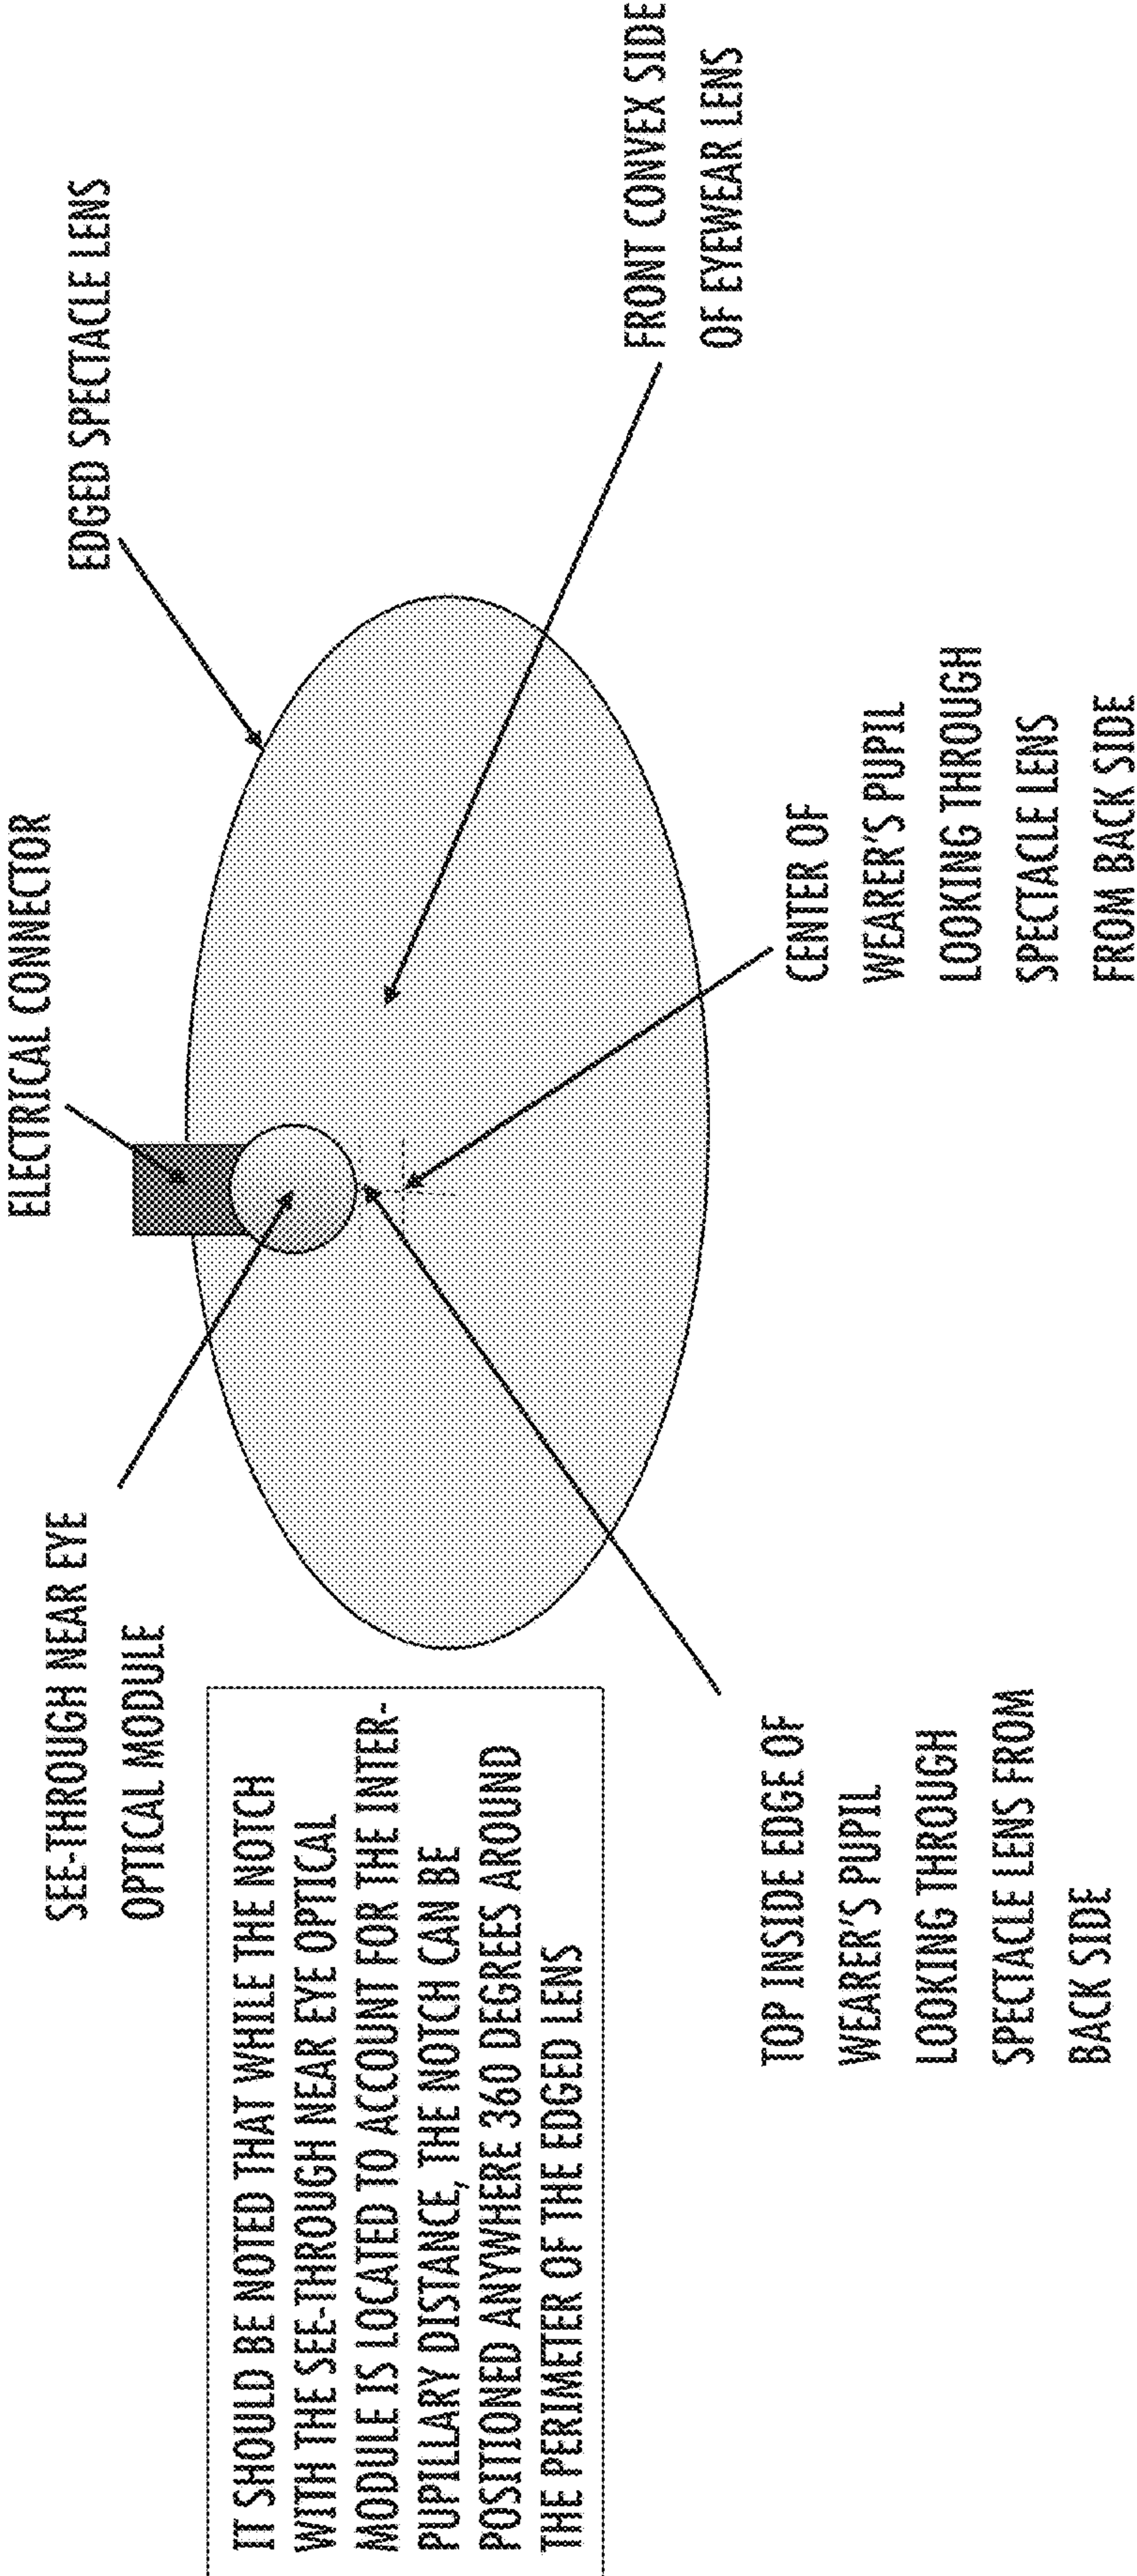 IT SHOULD BE NOTED THAT WHILE THE NOTCH
WITH THE SEE-THROUGH NEAR EYE OPTICAL
MODULE IS LOCATED TO ACCOUNT FOR THE INTER-
PUPILLARY DISTANCE, THE NOTCH CAN BE
POSITIONED ANYWHERE 360 DEGREES AROUND
THE PERIMETER OF THE EDGED LENS
SEE-THROUGH NEAR EYE
OPTICAL MODULE
ELECTRICAL CONNECTOR
EDGED SPECTACLE LENS
FRONT CONVEX SIDE
OF EYEWEAR LENS
TOP INSIDE EDGE OF
WEARER'S PUPIL
LOOKING THROUGH
SPECTACLE LENS FROM
BACK SIDE
CENTER OF
WEARER'S PUPIL
LOOKING THROUGH
SPECTACLE LENS
FROM BACK SIDE